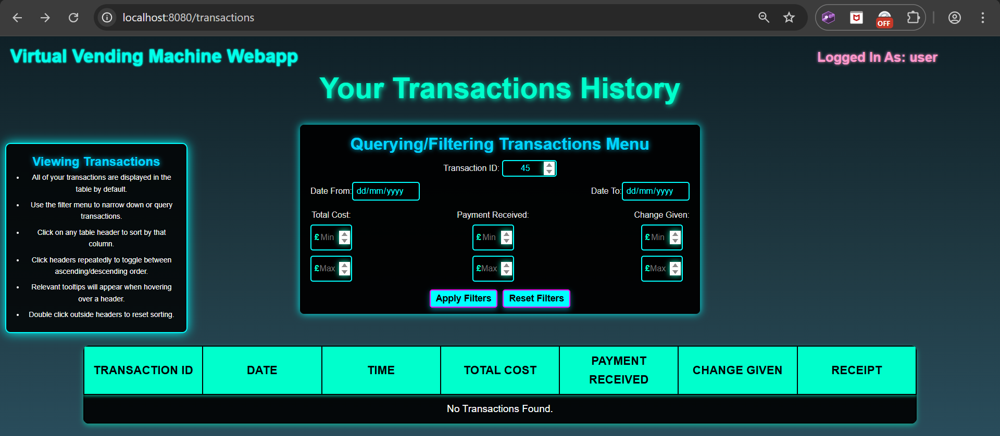 localhost:8080/transactions
OFF
Virtual Vending Machine Webapp
Logged In As: user
Your Transactions History
Viewing Transactions
• All of your transactions are displayed in the
table by default.
• Use the filter menu to narrow down or query
transactions.
• Click on any table header to sort by that
column.
• Click headers repeatedly to toggle between
ascending/descending order.
• Relevant tooltips will appear when hovering
over a header.
• Double click outside headers to reset sorting.
Querying/Filtering Transactions Menu
Transaction ID: 45
Date From: dd/mm/yyyy
Date To: dd/mm/yyyy
Total Cost:
Payment Received:
Change Given:
£ Min
£ Min
£ Min
£ Max
£ Max
£ Max
Apply Filters
Reset Filters
TRANSACTION ID
DATE
TIME
TOTAL COST
PAYMENT
RECEIVED
CHANGE GIVEN
RECEIPT
No Transactions Found.